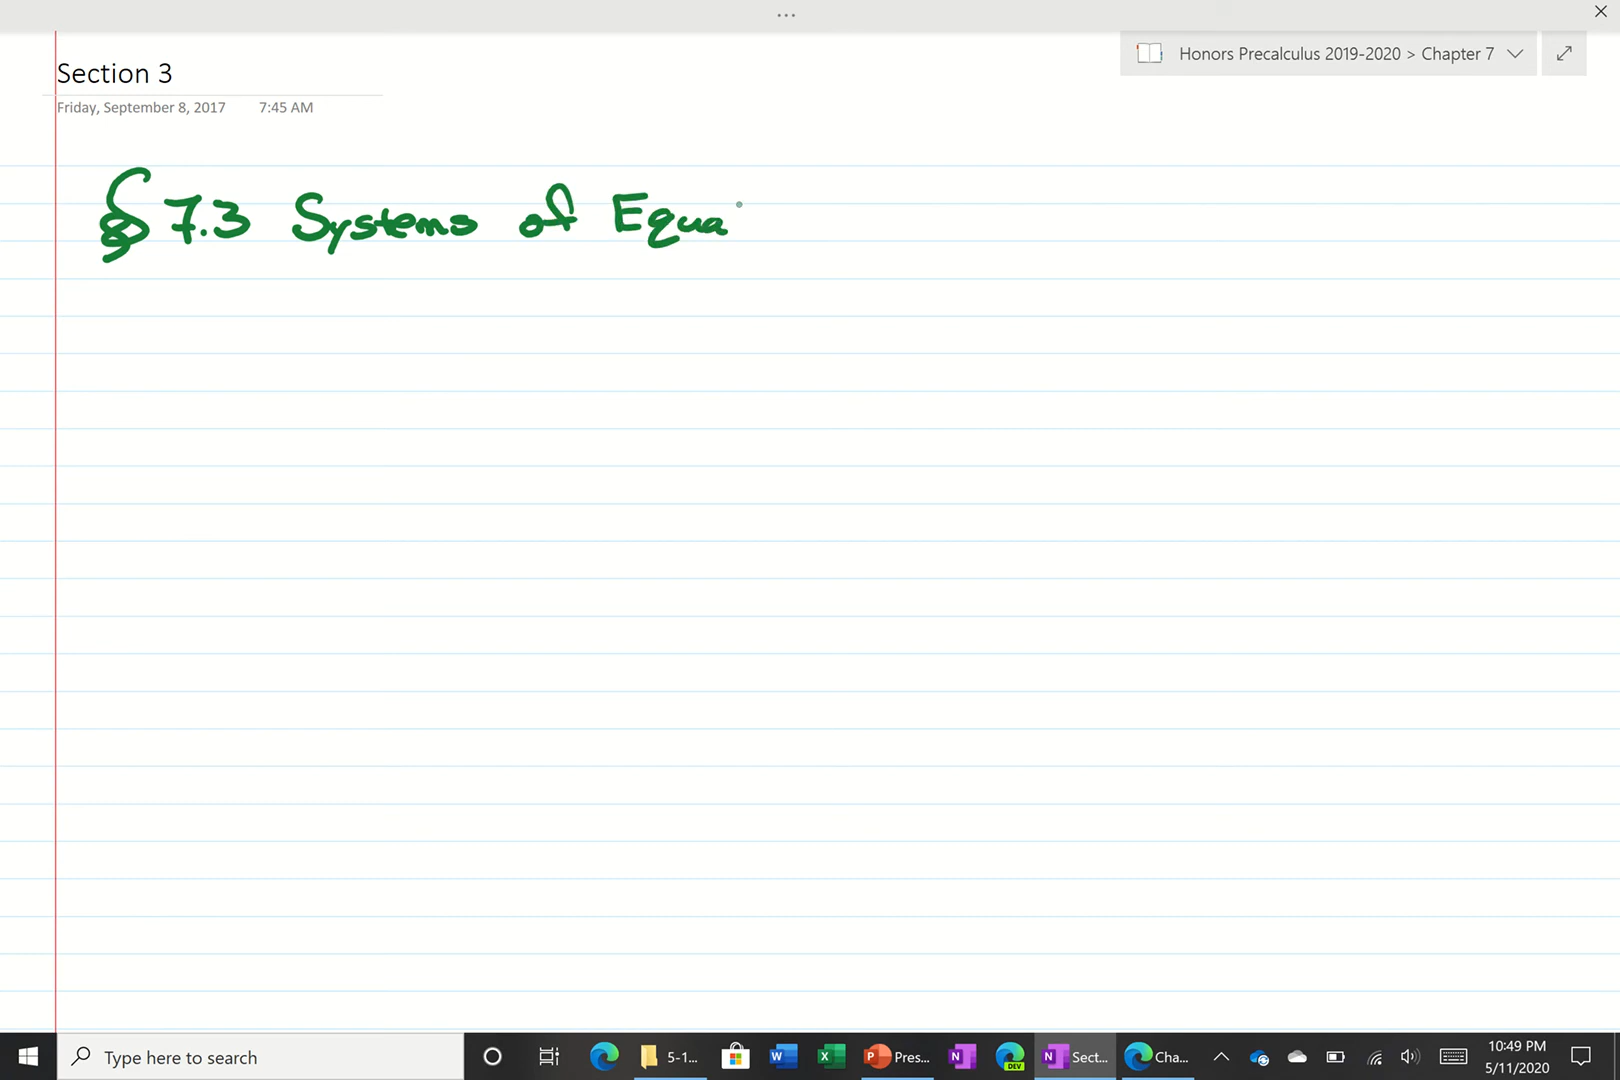 ...
Honors Precalculus 2019-2020 > Chapter 7
Section 3
Friday, September 8, 2017 7:45 AM
§ 7.3 Systems of Equa
Type here to search
5-1...
Pres...
DEV
Sect...
Cha...
10:49 PM
5/11/2020